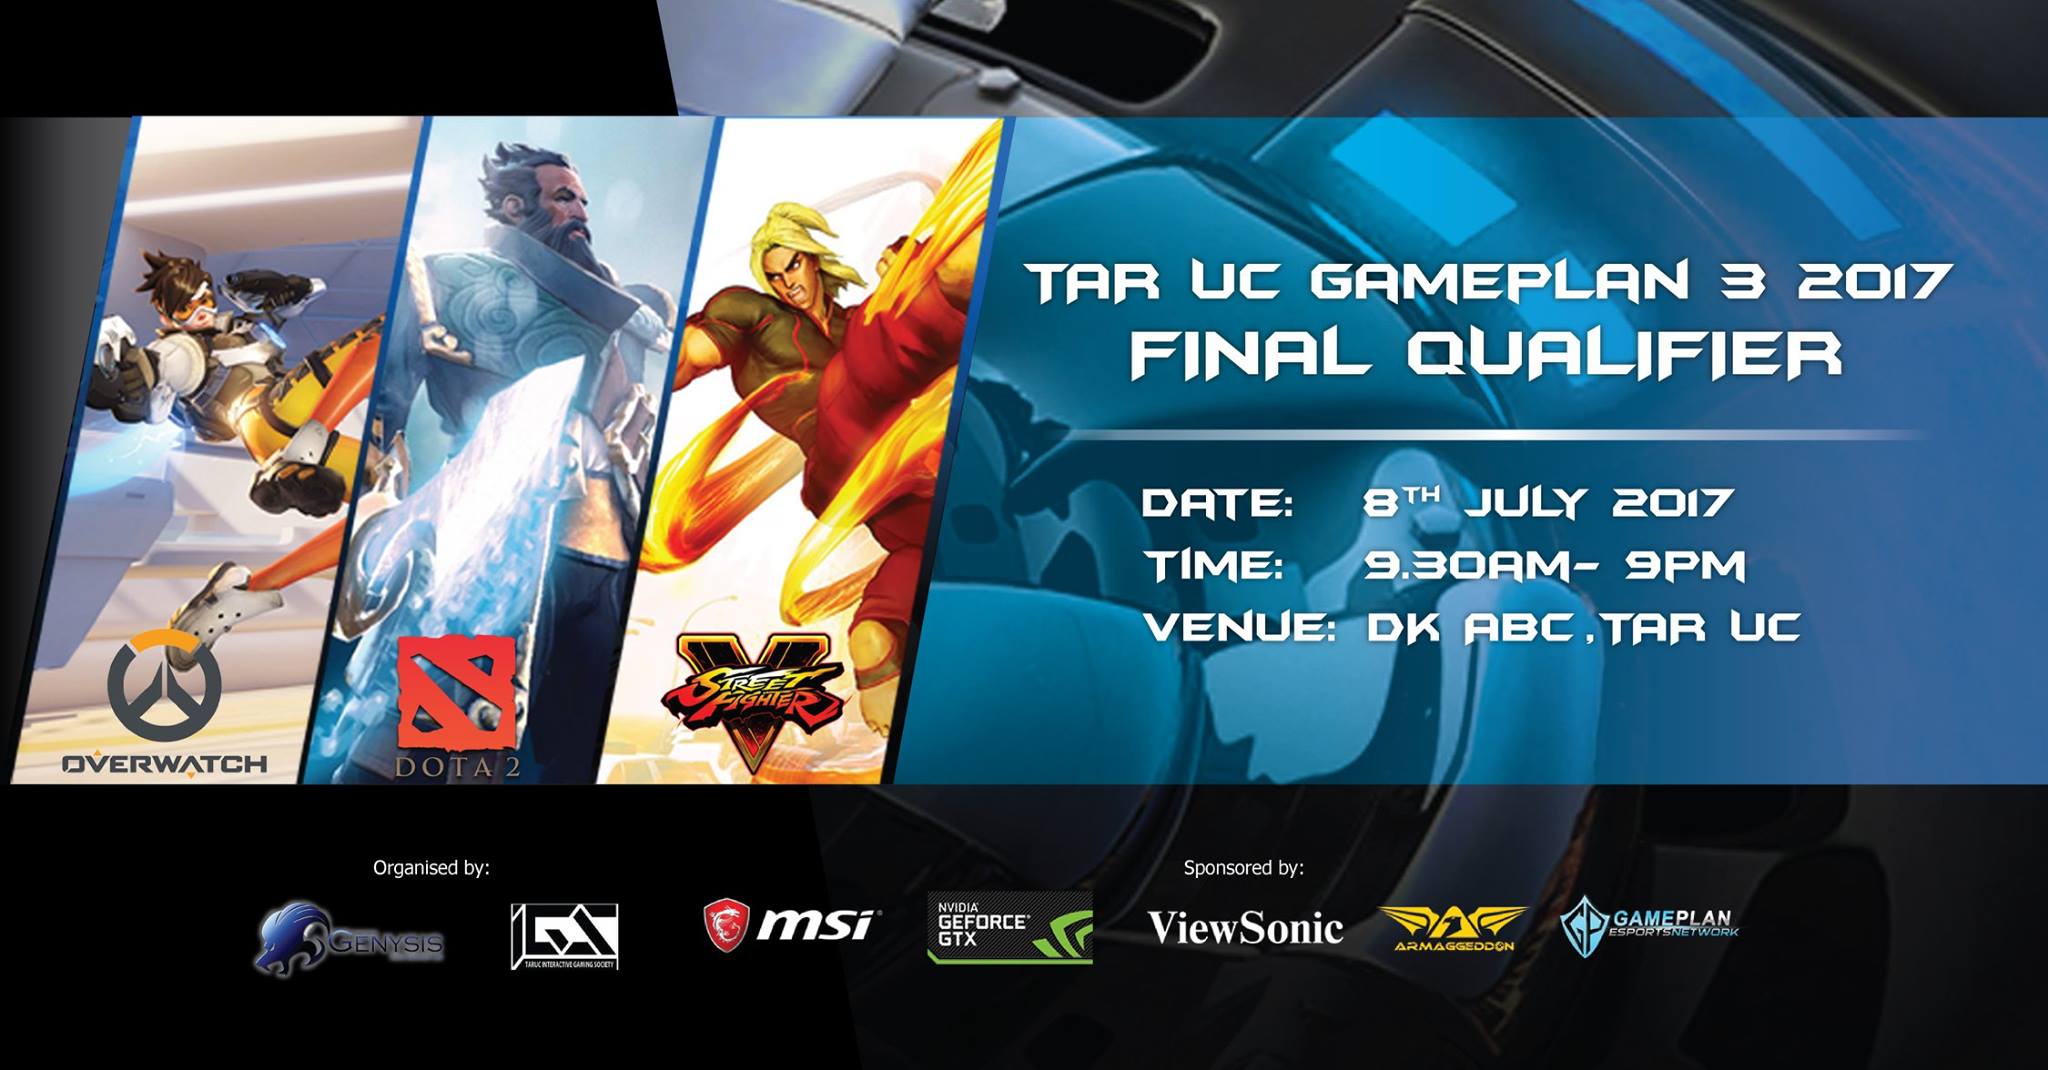 TAR UC GAMEPLAN 3 2017
FINAL QUALIFIER
DATE: 8TH JULY 2017
TIME: 9.30AM- 9PM
VENUE: DK ABC , TAR UC
OVERWATCH
DOTA 2
V
STREET
FIGHTER
Organised by:
Sponsored by:
GENYSIS
TARUC INTERACTIVE GAMING SOCIETY
msi
NVIDIA
GEFORCE®
GTX
ViewSonic
ARMAGGEDDON
GP
GAMEPLAN
ESPORTSNETWORK